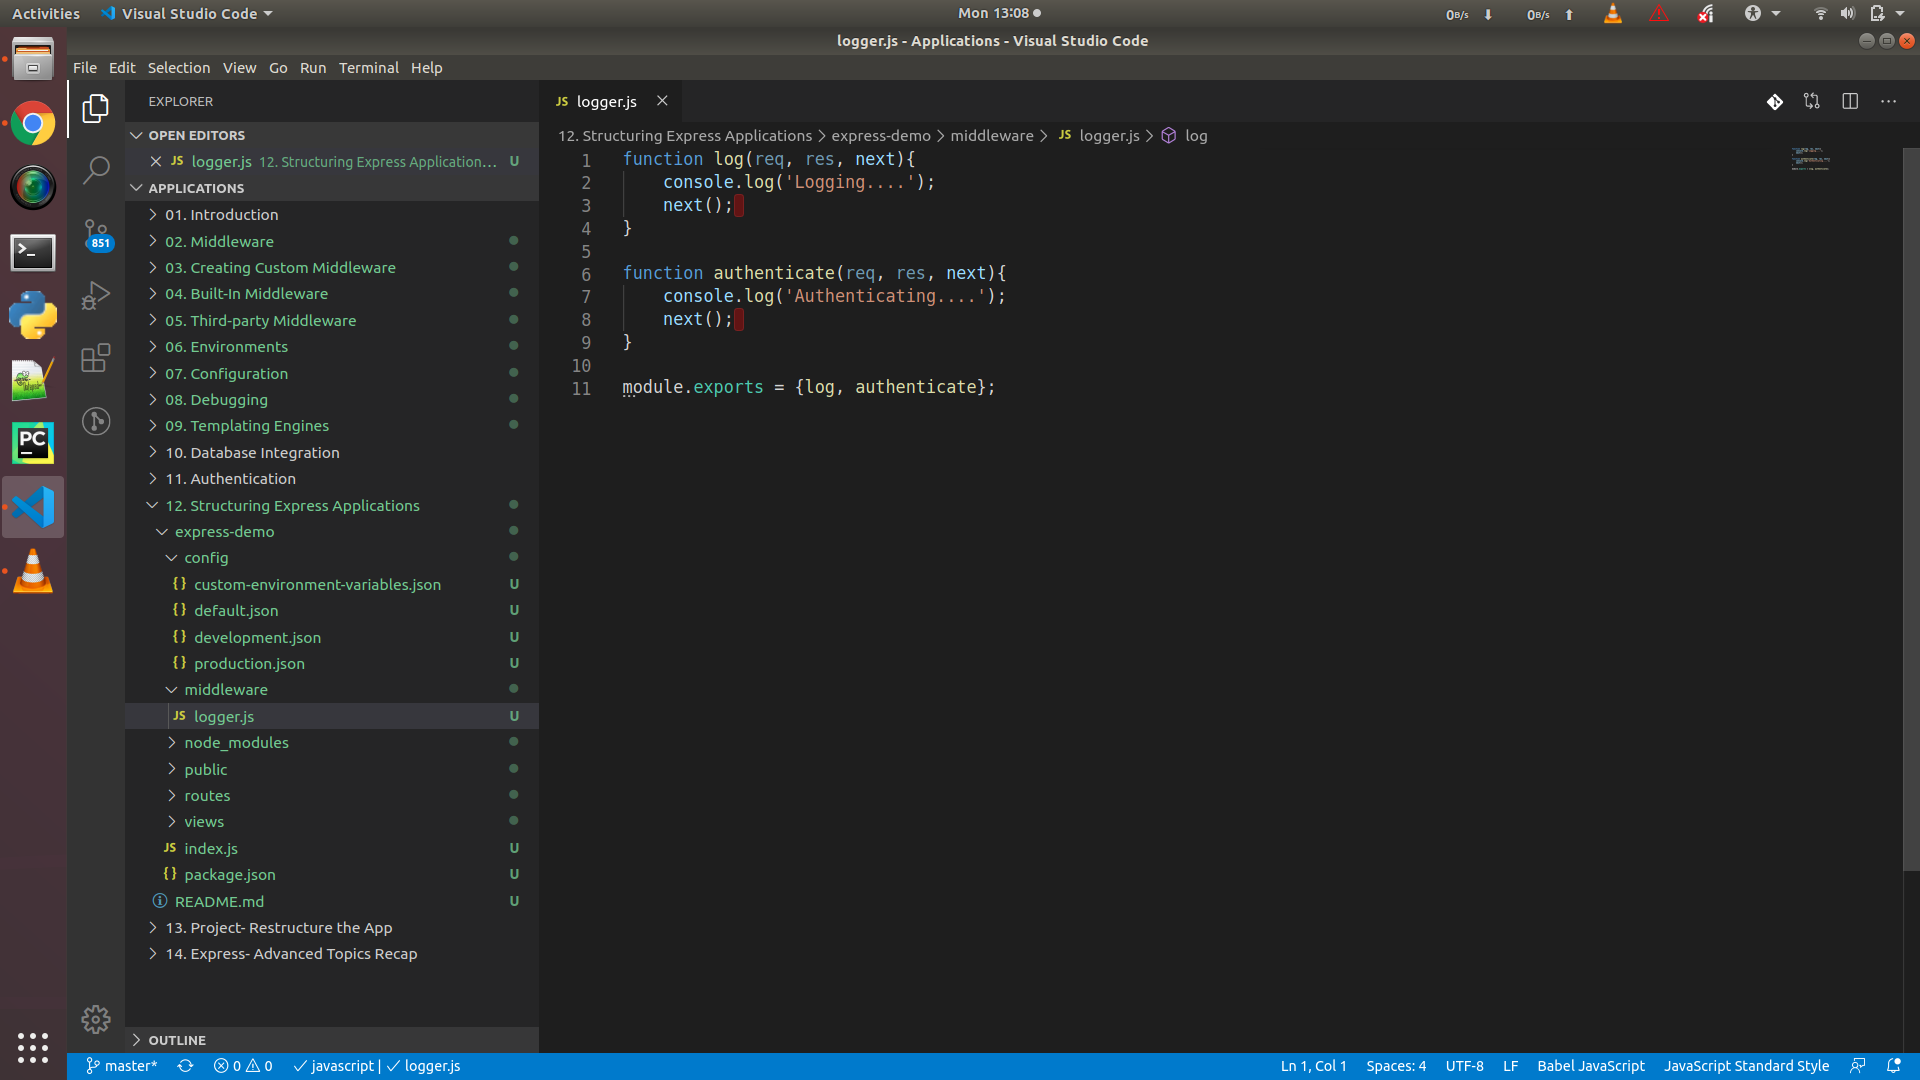 Activities Visual Studio Code Mon 13:08 0B/s 0B/s
logger.js - Applications - Visual Studio Code
File Edit Selection View Go Run Terminal Help
EXPLORER
OPEN EDITORS
logger.js 12. Structuring Express Application... U
APPLICATIONS
01. Introduction
02. Middleware
03. Creating Custom Middleware
04. Built-In Middleware
05. Third-party Middleware
06. Environments
07. Configuration
08. Debugging
09. Templating Engines
10. Database Integration
11. Authentication
12. Structuring Express Applications
express-demo
config
{} custom-environment-variables.json U
{} default.json U
{} development.json U
{} production.json U
middleware
JS logger.js U
node_modules
public
routes
views
JS index.js U
{} package.json U
README.md U
13. Project- Restructure the App
14. Express- Advanced Topics Recap
OUTLINE
851
PC
JS logger.js
12. Structuring Express Applications > express-demo > middleware > JS logger.js > log
1 function log(req, res, next){
2 console.log('Logging....');
3 next();
4 }
5
6 function authenticate(req, res, next){
7 console.log('Authenticating....');
8 next();
9 }
10
11 module.exports = {log, authenticate};
master* 0 0 javascript | logger.js Ln 1, Col 1 Spaces: 4 UTF-8 LF Babel JavaScript JavaScript Standard Style